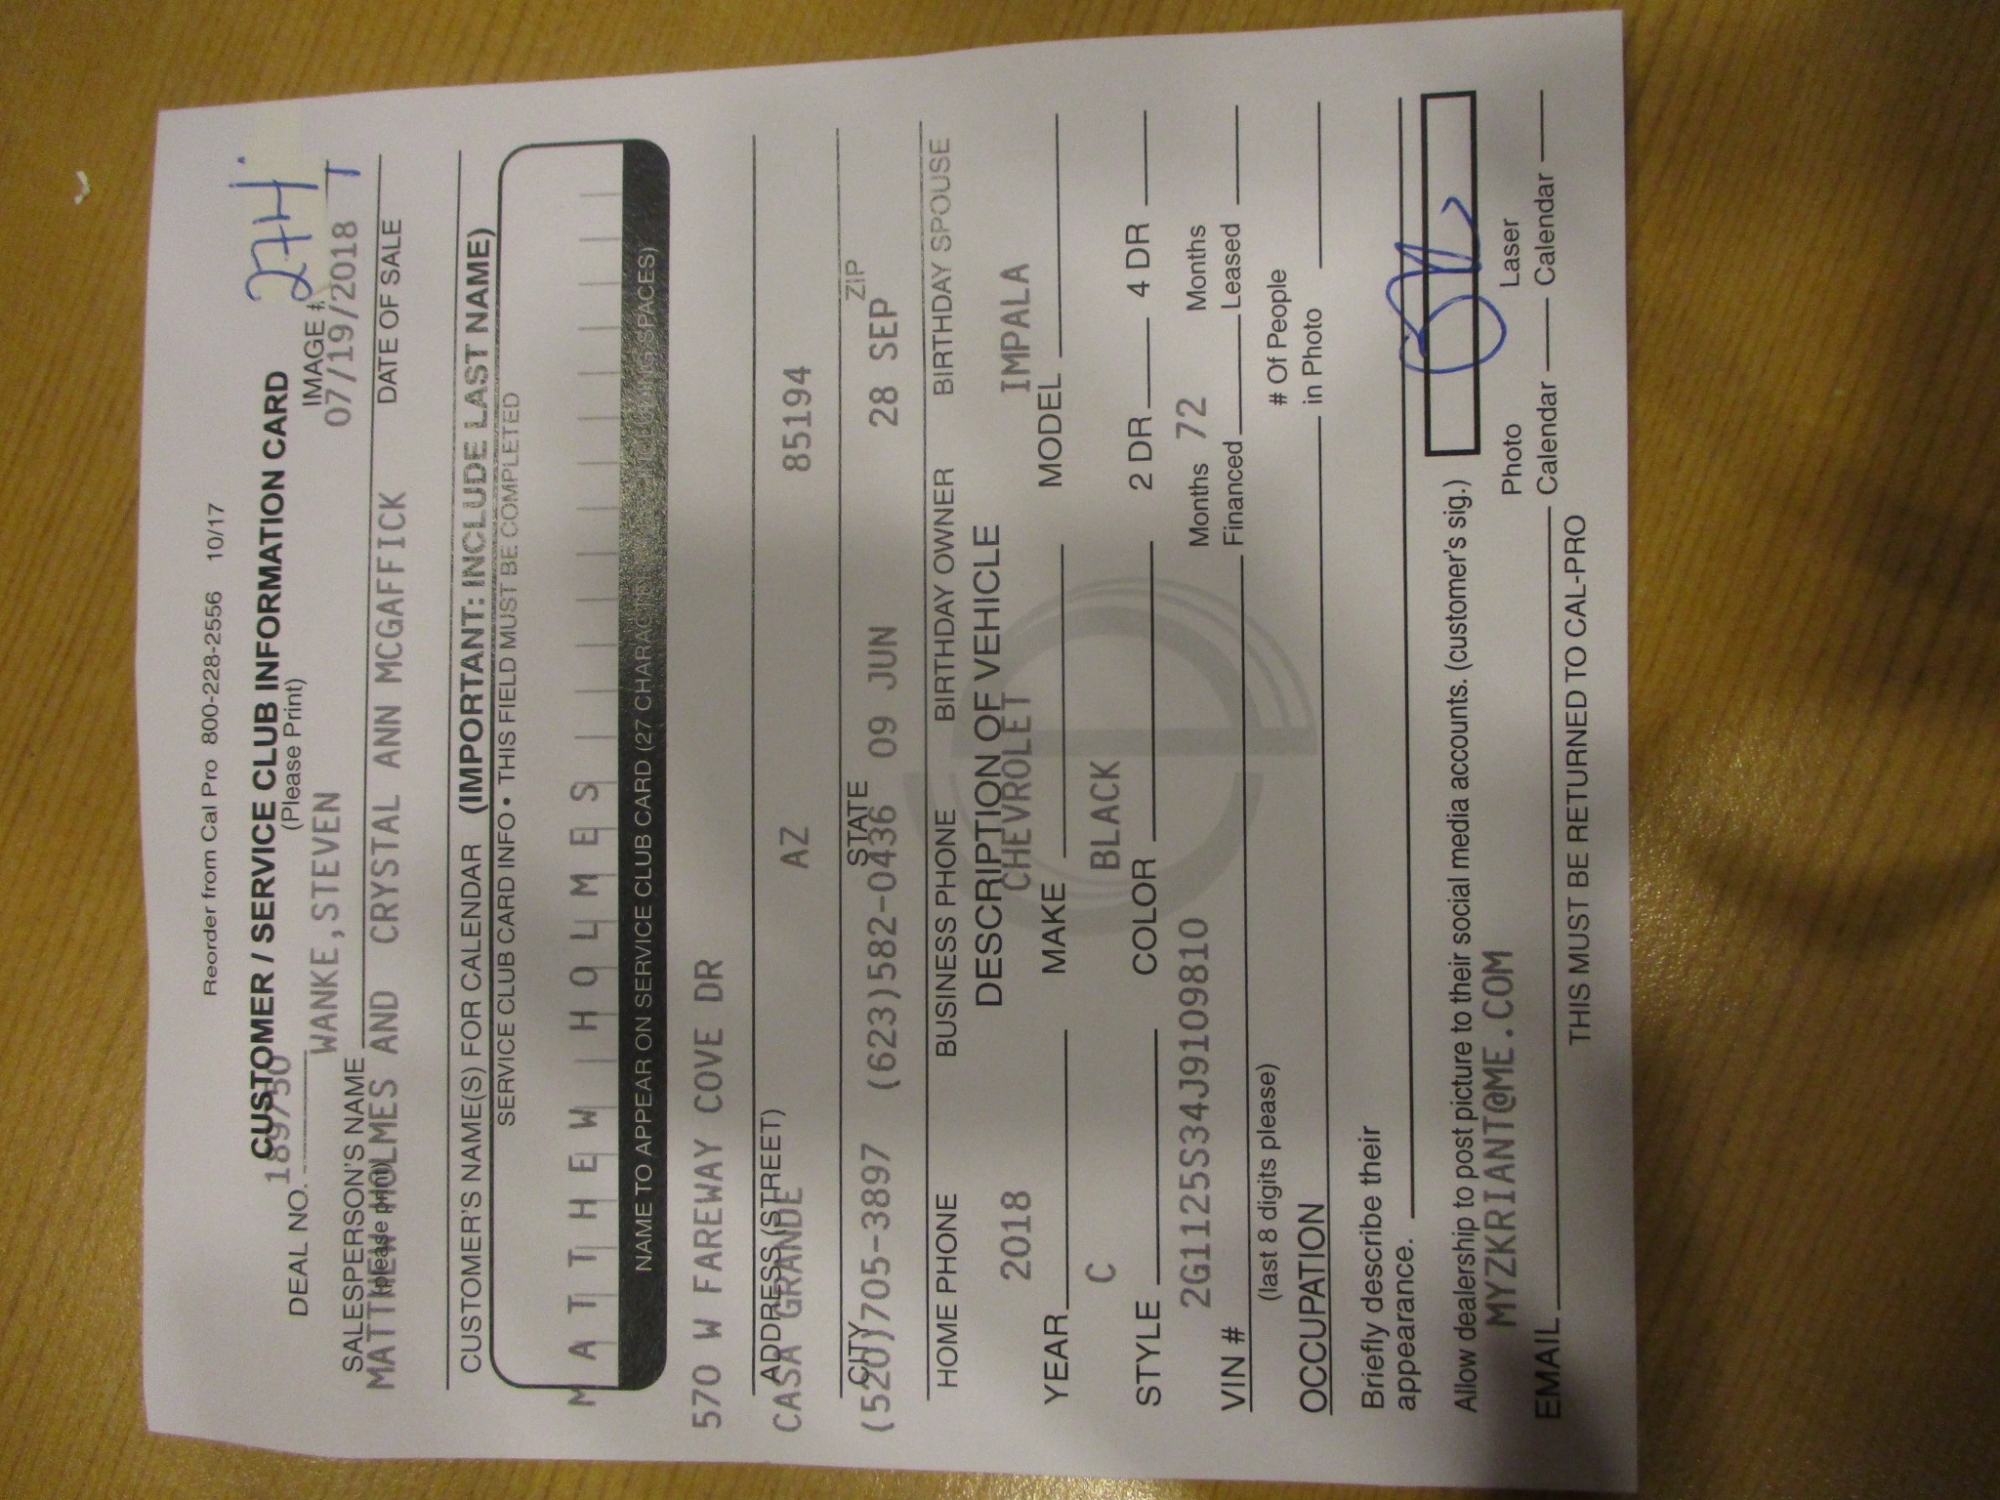 Reorder from Cal Pro 800-228-2556 10/17
CUSTOMER / SERVICE CLUB INFORMATION CARD
(Please Print)
DEAL NO. 189750 IMAGE # 274
WANKE,STEVEN 07/19/2018 T
SALESPERSON'S NAME DATE OF SALE
(please print)
MATTHEW HOLMES AND CRYSTAL ANN MCGAFFICK
CUSTOMER'S NAME(S) FOR CALENDAR (IMPORTANT: INCLUDE LAST NAME)
SERVICE CLUB CARD INFO • THIS FIELD MUST BE COMPLETED
MATTHEW HOLMES
NAME TO APPEAR ON SERVICE CLUB CARD (27 CHARACTERS INCLUDING SPACES)
570 W FAREWAY COVE DR
ADDRESS (STREET)
CASA GRANDE AZ 85194
CITY STATE ZIP
(520)705-3897 (623)582-0436 09 JUN 28 SEP
HOME PHONE BUSINESS PHONE BIRTHDAY OWNER BIRTHDAY SPOUSE
DESCRIPTION OF VEHICLE
2018 CHEVROLET IMPALA
YEAR MAKE MODEL
C BLACK
STYLE COLOR 2 DR 4 DR
2G1125S34J9109810 Months 72 Months
VIN # Financed Leased
(last 8 digits please) # Of People
OCCUPATION in Photo
Briefly describe their
appearance.
Allow dealership to post picture to their social media accounts. (customer's sig.)
MYZKRIANT@ME.COM Photo Laser
EMAIL Calendar Calendar
THIS MUST BE RETURNED TO CAL-PRO